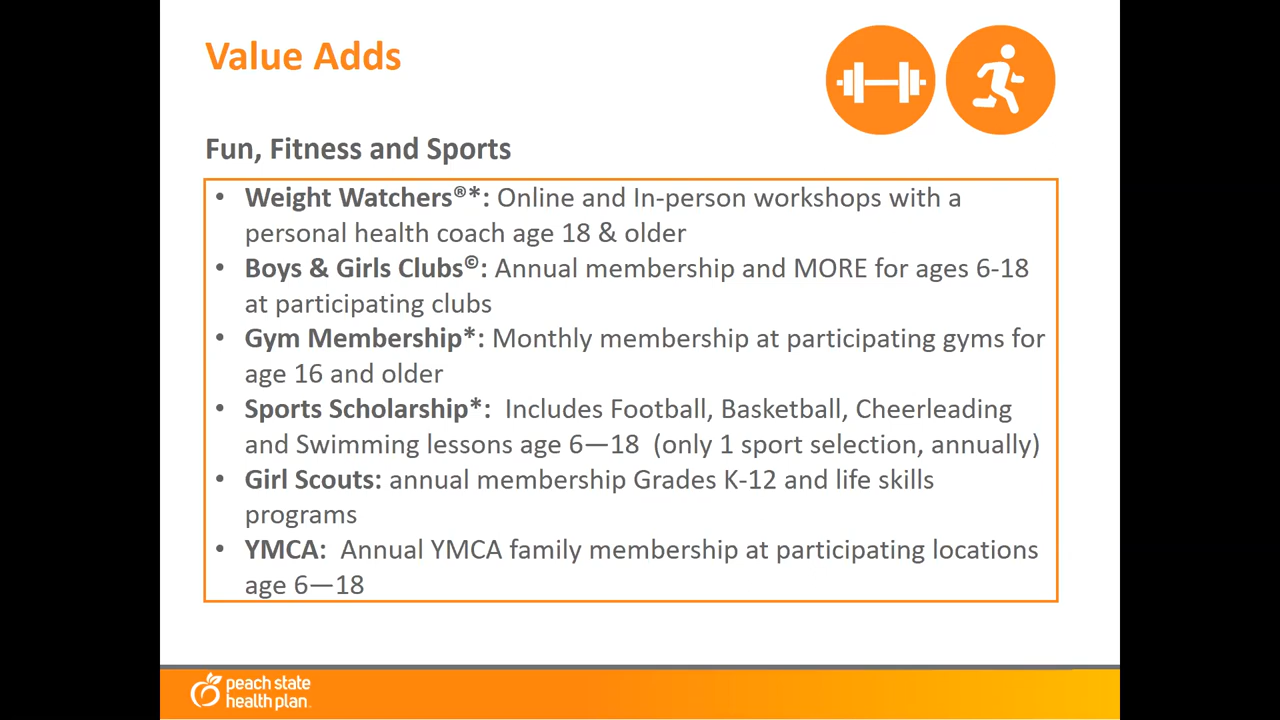 Value Adds
Fun, Fitness and Sports
• Weight Watchers®*: Online and In-person workshops with a
personal health coach age 18 & older
• Boys & Girls Clubs©: Annual membership and MORE for ages 6-18
at participating clubs
• Gym Membership*: Monthly membership at participating gyms for
age 16 and older
• Sports Scholarship*:  Includes Football, Basketball, Cheerleading
and Swimming lessons age 6—18  (only 1 sport selection, annually)
• Girl Scouts: annual membership Grades K-12 and life skills
programs
• YMCA:  Annual YMCA family membership at participating locations
age 6—18
peach state
health plan.